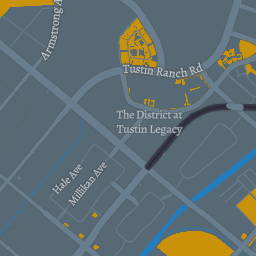 Armstrong A
Tustin Ranch Rd
The District at
Tustin Legacy
Hale Ave
Millikan Ave